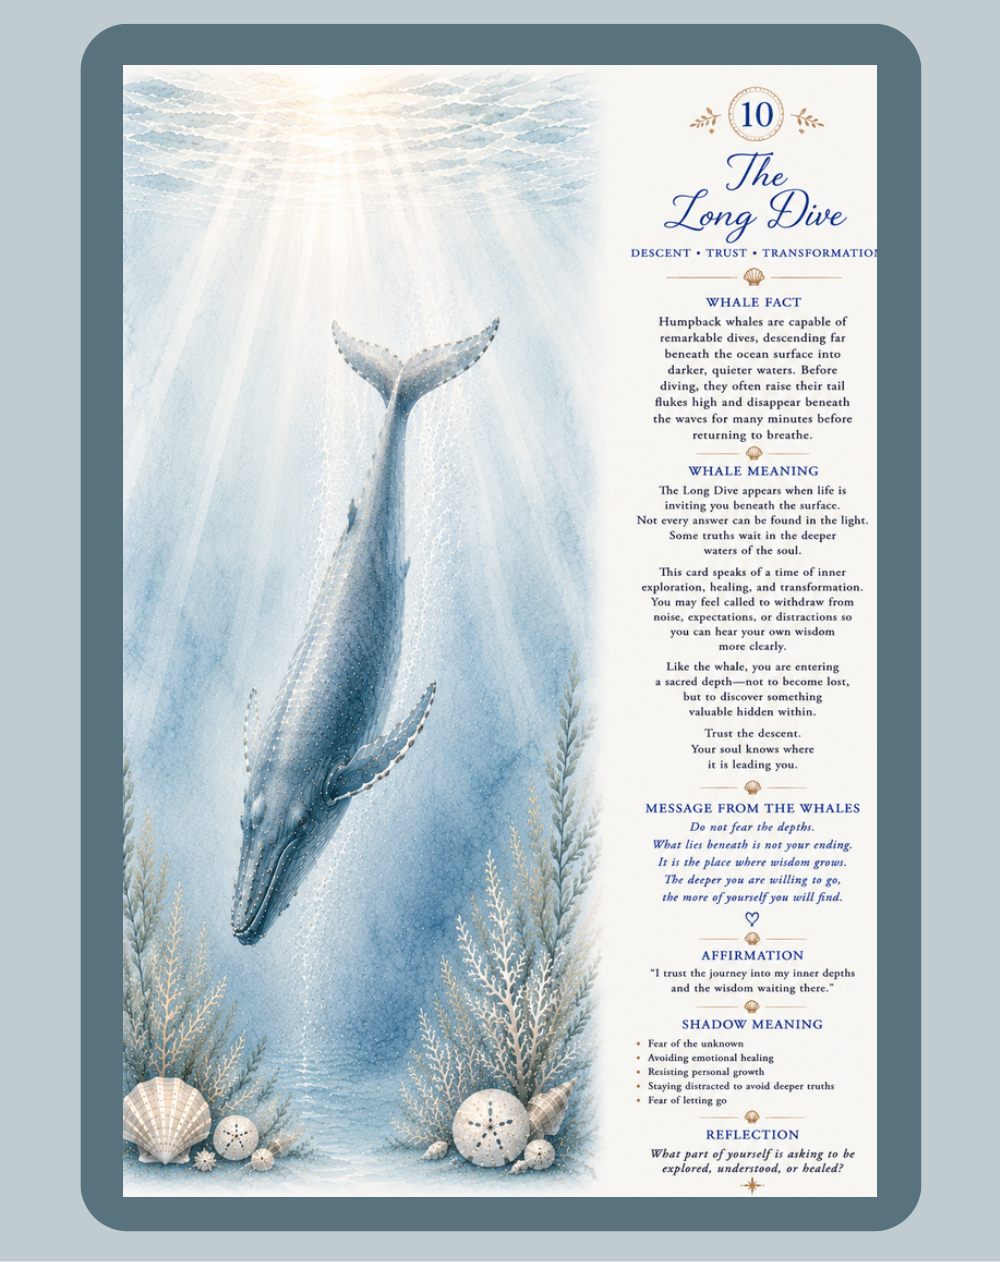 10
The
Long Dive
DESCENT • TRUST • TRANSFORMATION
WHALE FACT
Humpback whales are capable of
remarkable dives, descending far
beneath the ocean surface into
darker, quieter waters. Before
diving, they often raise their tail
flukes high and disappear beneath
the waves for many minutes before
returning to breathe.
WHALE MEANING
The Long Dive appears when life is
inviting you beneath the surface.
Not every answer can be found in the light.
Some truths wait in the deeper
waters of the soul.
This card speaks of a time of inner
exploration, healing, and transformation.
You may feel called to withdraw from
noise, expectations, or distractions so
you can hear your own wisdom
more clearly.
Like the whale, you are entering
a sacred depth—not to become lost,
but to discover something
valuable hidden within.
Trust the descent.
Your soul knows where
it is leading you.
MESSAGE FROM THE WHALES
Do not fear the depths.
What lies beneath is not your ending.
It is the place where wisdom grows.
The deeper you are willing to go,
the more of yourself you will find.
AFFIRMATION
“I trust the journey into my inner depths
and the wisdom waiting there.”
SHADOW MEANING
• Fear of the unknown
• Avoiding emotional healing
• Resisting personal growth
• Staying distracted to avoid deeper truths
• Fear of letting go
REFLECTION
What part of yourself is asking to be
explored, understood, or healed?